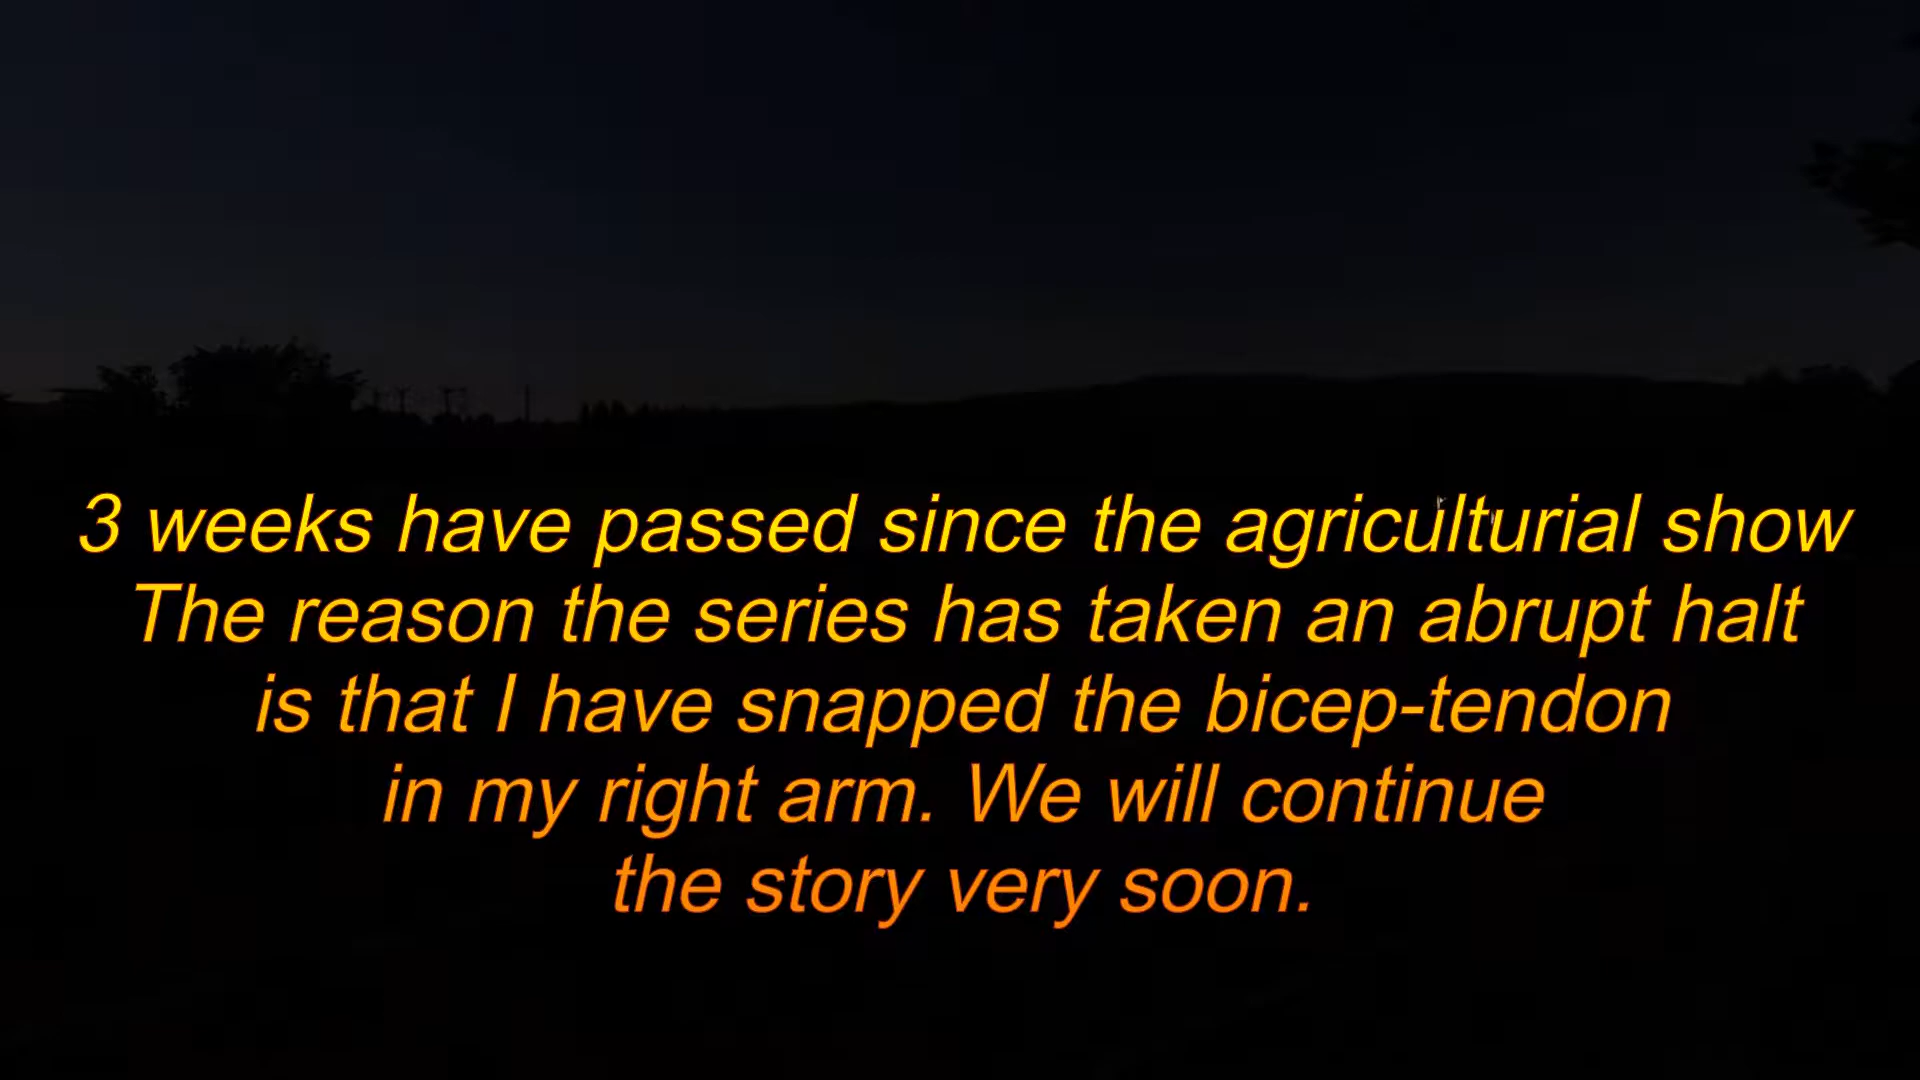 3 weeks have passed since the agriculturial show
The reason the series has taken an abrupt halt
is that I have snapped the bicep-tendon
in my right arm. We will continue
the story very soon.